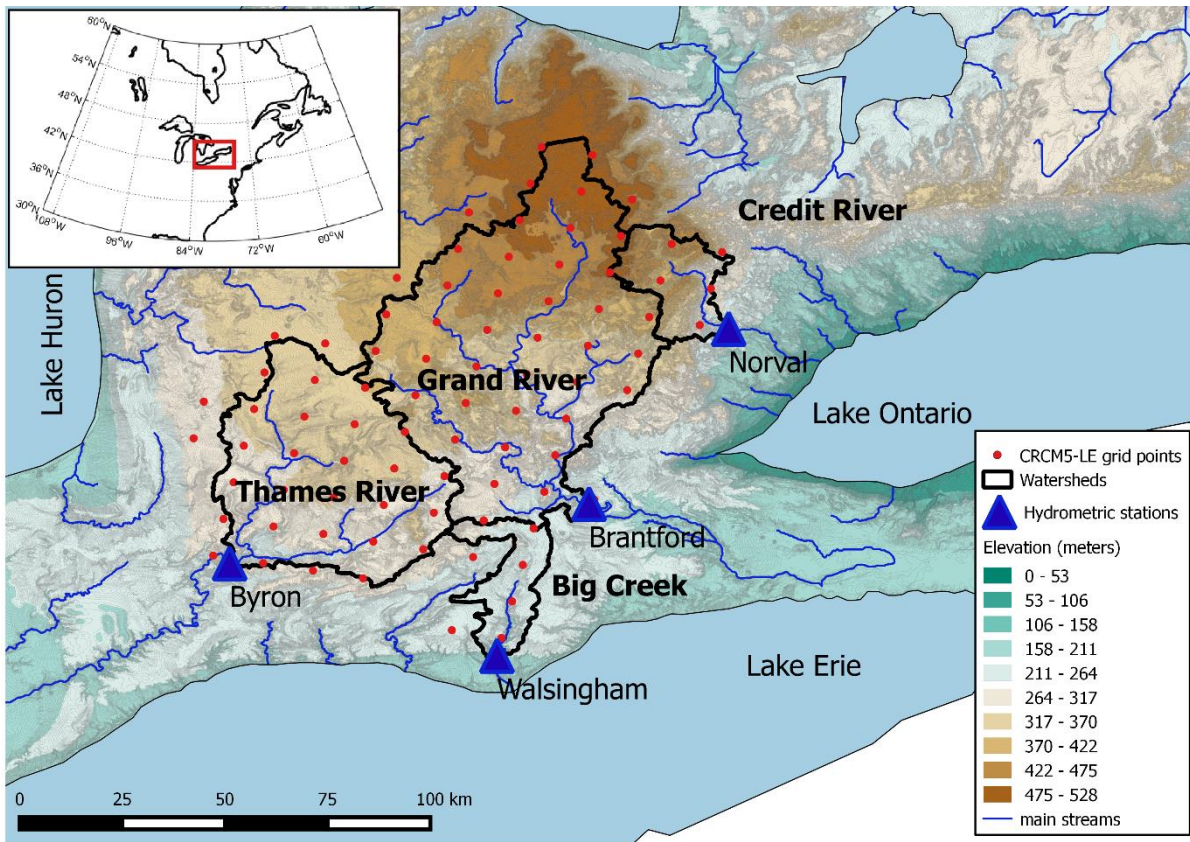 60°N
54°N
48°N
42°N
36°N
30°N
108°W
96°W
84°W
72°W
60°W
Credit River
Lake Huron
Norval
Grand River
Lake Ontario
Thames River
Brantford
Byron
Big Creek
Walsingham
Lake Erie
CRCM5-LE grid points
Watersheds
Hydrometric stations
Elevation (meters)
0 - 53
53 - 106
106 - 158
158 - 211
211 - 264
264 - 317
317 - 370
370 - 422
422 - 475
475 - 528
main streams
0 25 50 75 100 km